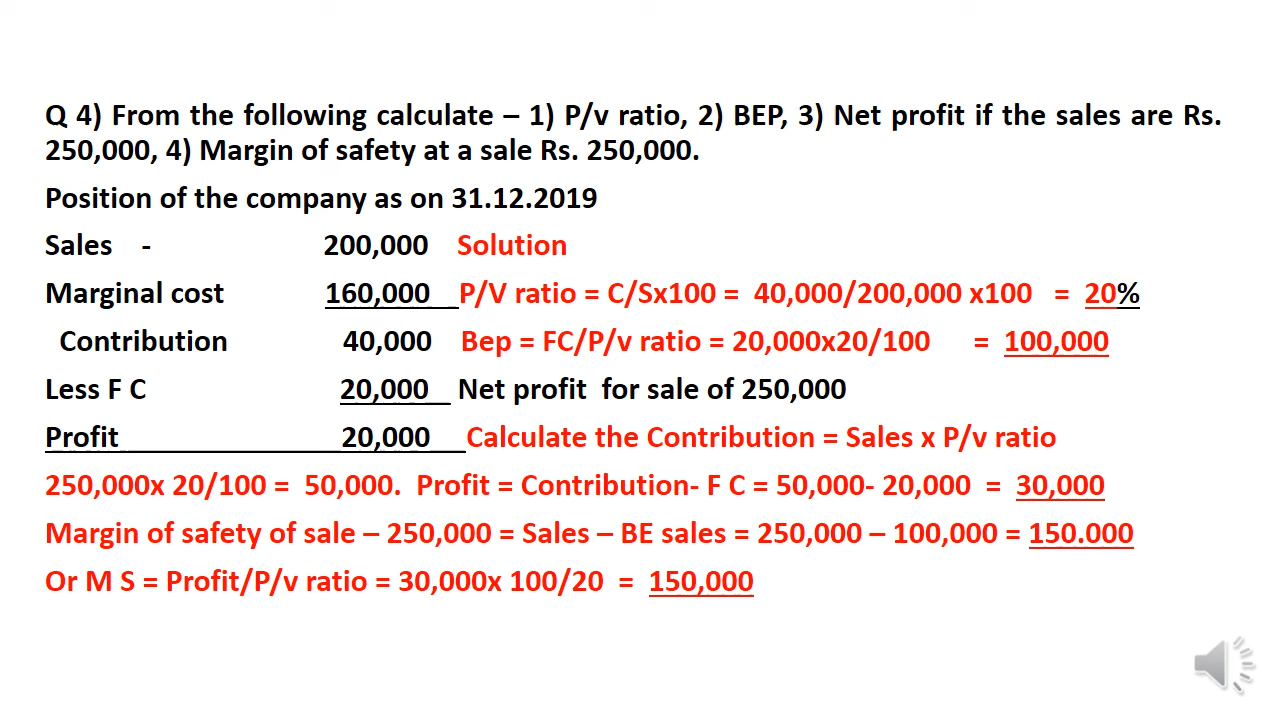 Q 4) From the following calculate – 1) P/v ratio, 2) BEP, 3) Net profit if the sales are Rs.
250,000, 4) Margin of safety at a sale Rs. 250,000.
Position of the company as on 31.12.2019
Sales - 200,000 Solution
Marginal cost 160,000 P/V ratio = C/Sx100 = 40,000/200,000 x100 = 20%
Contribution 40,000 Bep = FC/P/v ratio = 20,000x20/100 = 100,000
Less F C 20,000 Net profit for sale of 250,000
Profit 20,000 Calculate the Contribution = Sales x P/v ratio
250,000x 20/100 = 50,000. Profit = Contribution- F C = 50,000- 20,000 = 30,000
Margin of safety of sale – 250,000 = Sales – BE sales = 250,000 – 100,000 = 150.000
Or M S = Profit/P/v ratio = 30,000x 100/20 = 150,000